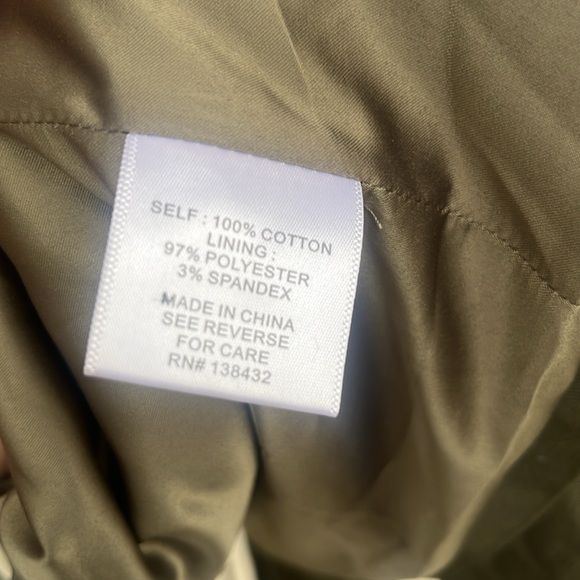 SELF : 100% COTTON
LINING :
97% POLYESTER
3% SPANDEX
MADE IN CHINA
SEE REVERSE
FOR CARE
RN# 138432